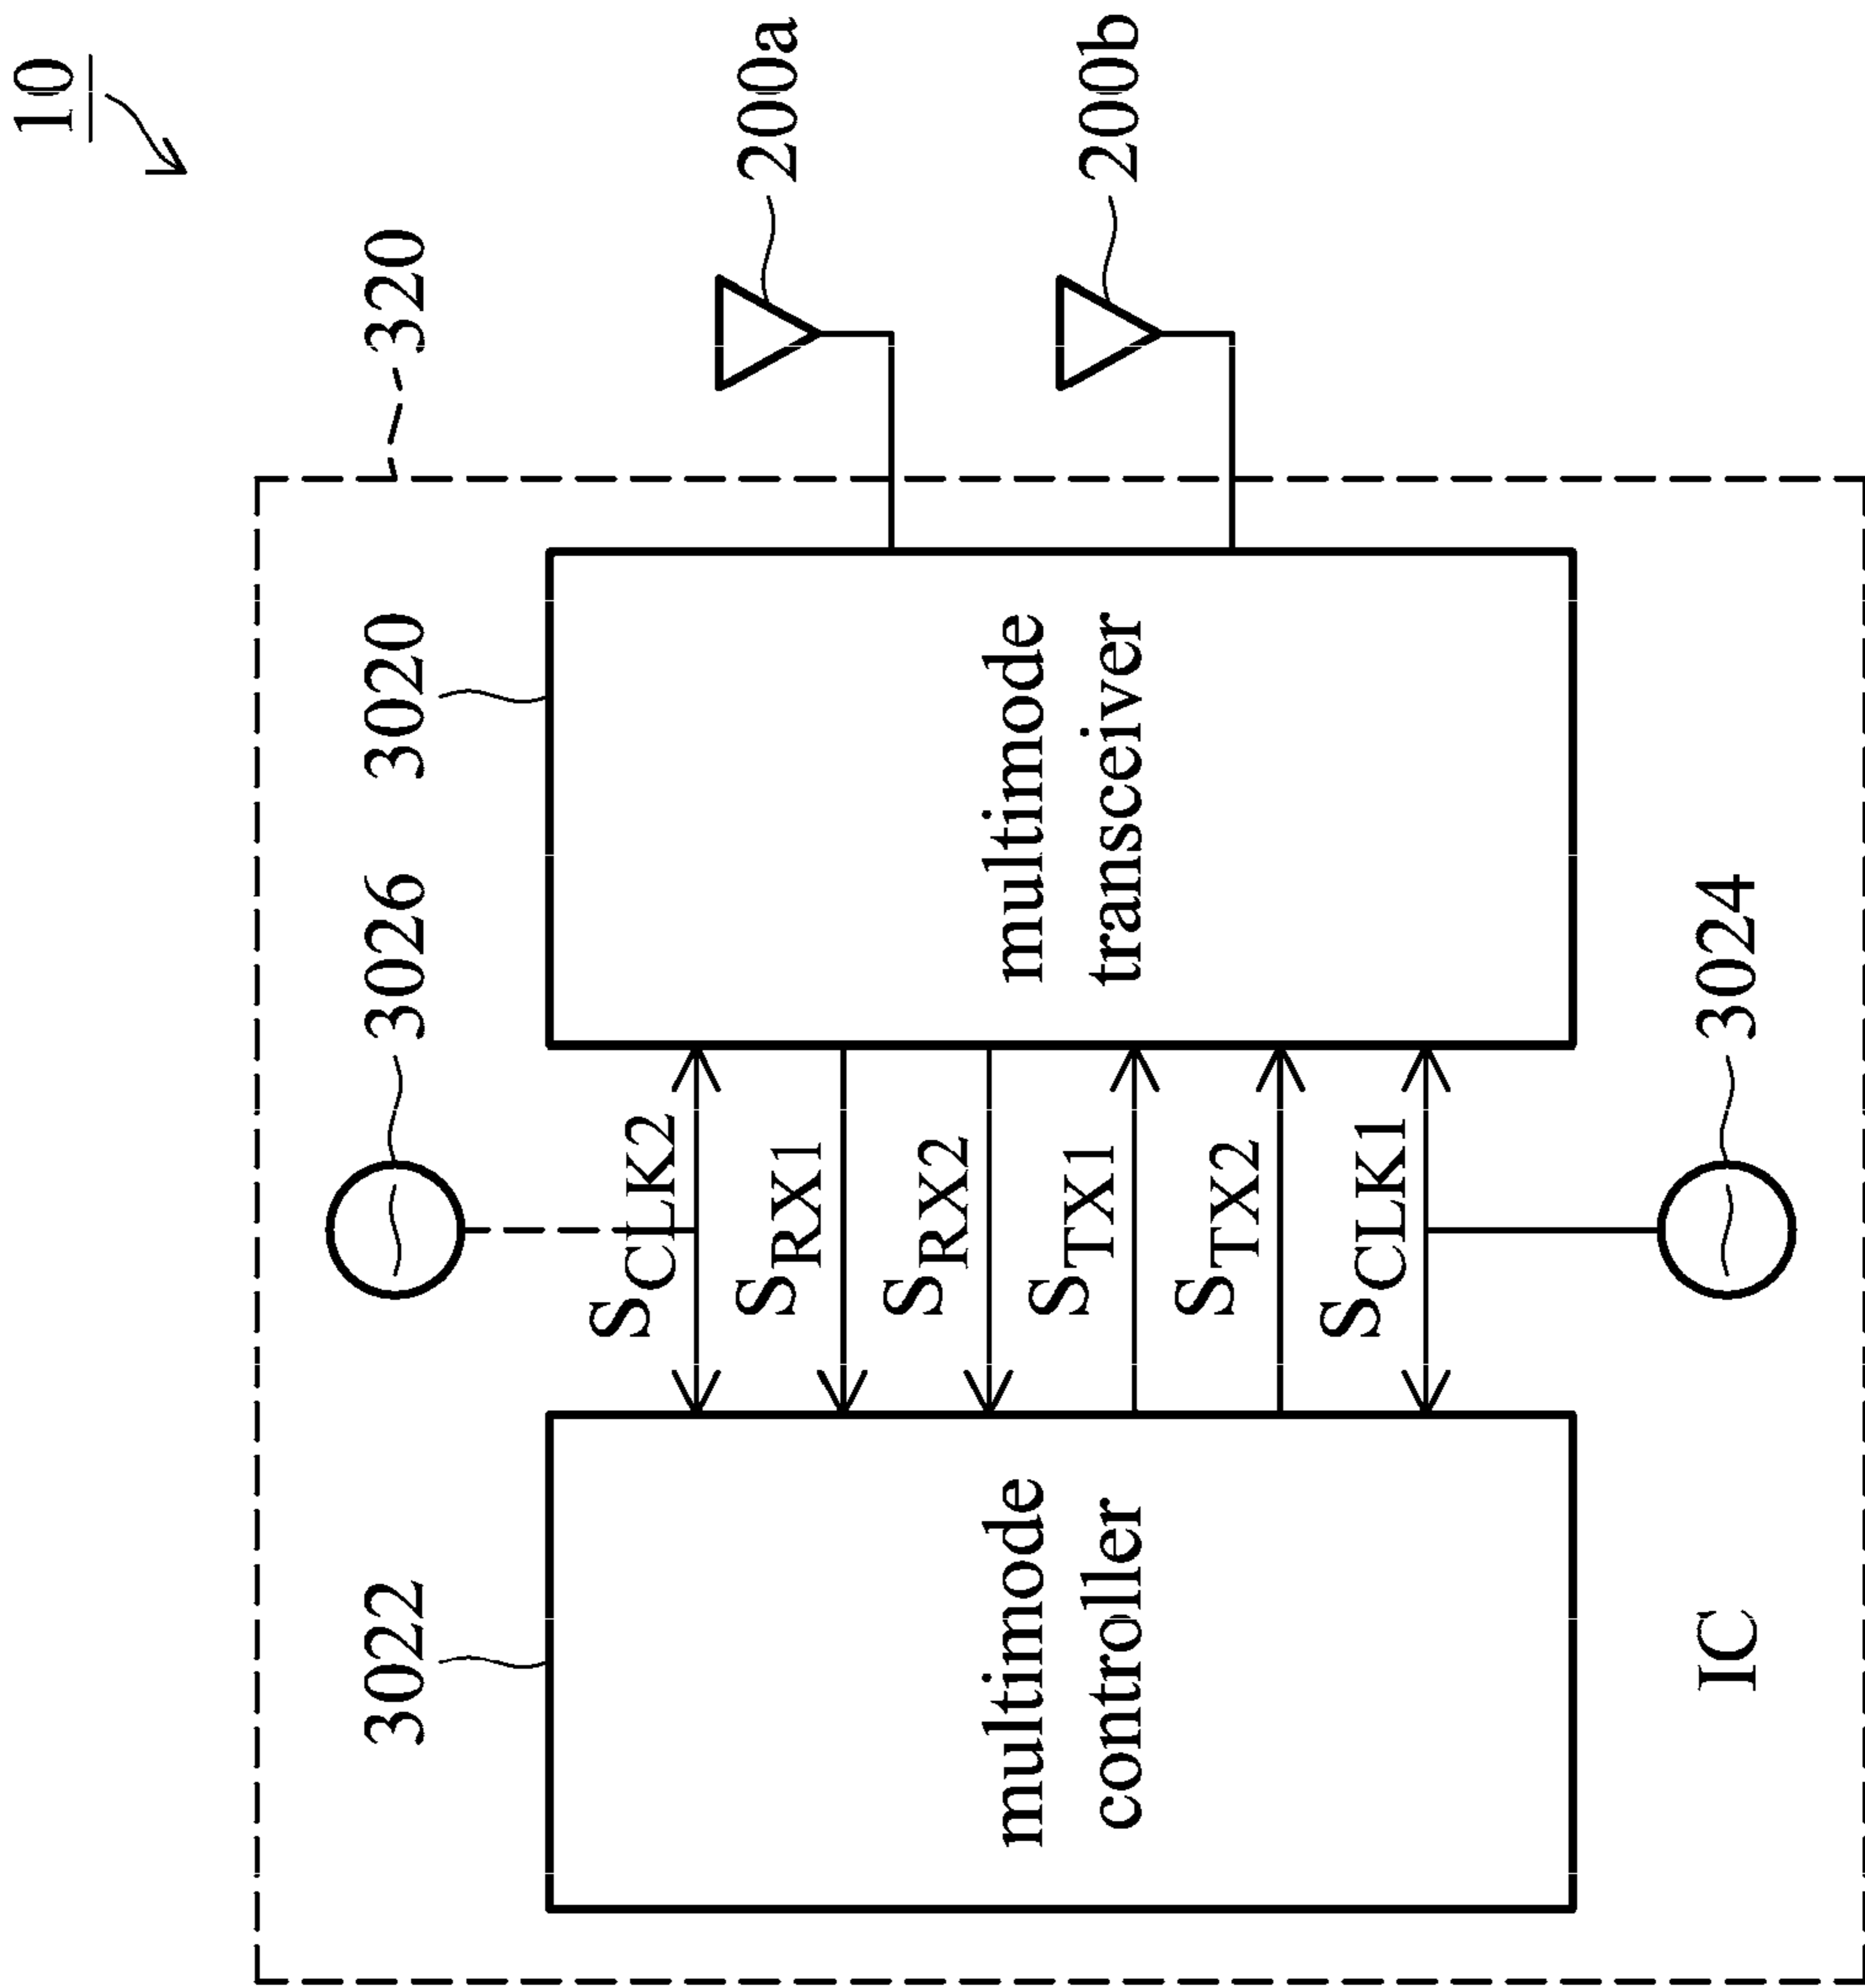 10
320
3022
3026
3020
200a
200b
SCLK2
SRX1
SRX2
STX1
STX2
SCLK1
multimode
controller
multimode
transceiver
IC
3024